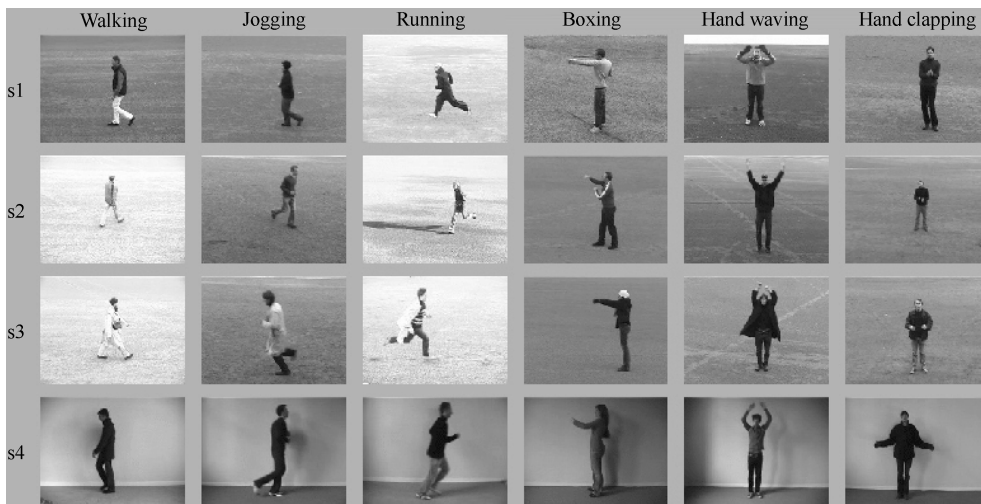 Walking Jogging Running Boxing Hand waving Hand clapping
s1
s2
s3
s4